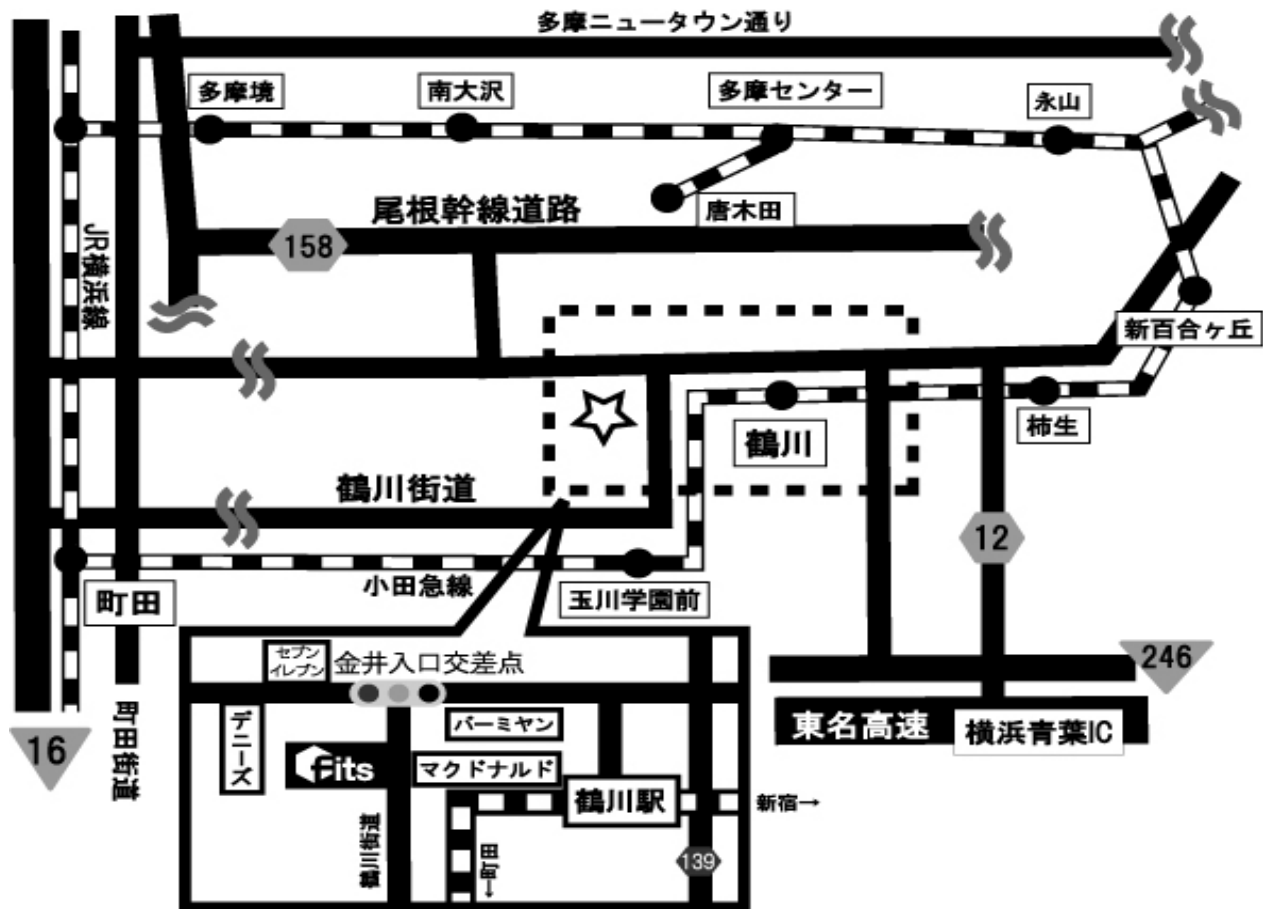 多摩ニュータウン通り
多摩境
南大沢
多摩センター
永山
唐木田
尾根幹線道路
158
JR横浜線
新百合ヶ丘
柿生
鶴川
鶴川街道
12
町田
小田急線
玉川学園前
246
東名高速
横浜青葉IC
16
町田街道
セブン
イレブン
金井入口交差点
デニーズ
バーミヤン
Fits
マクドナルド
鶴川駅
新宿→
鶴川街道
←町田
139